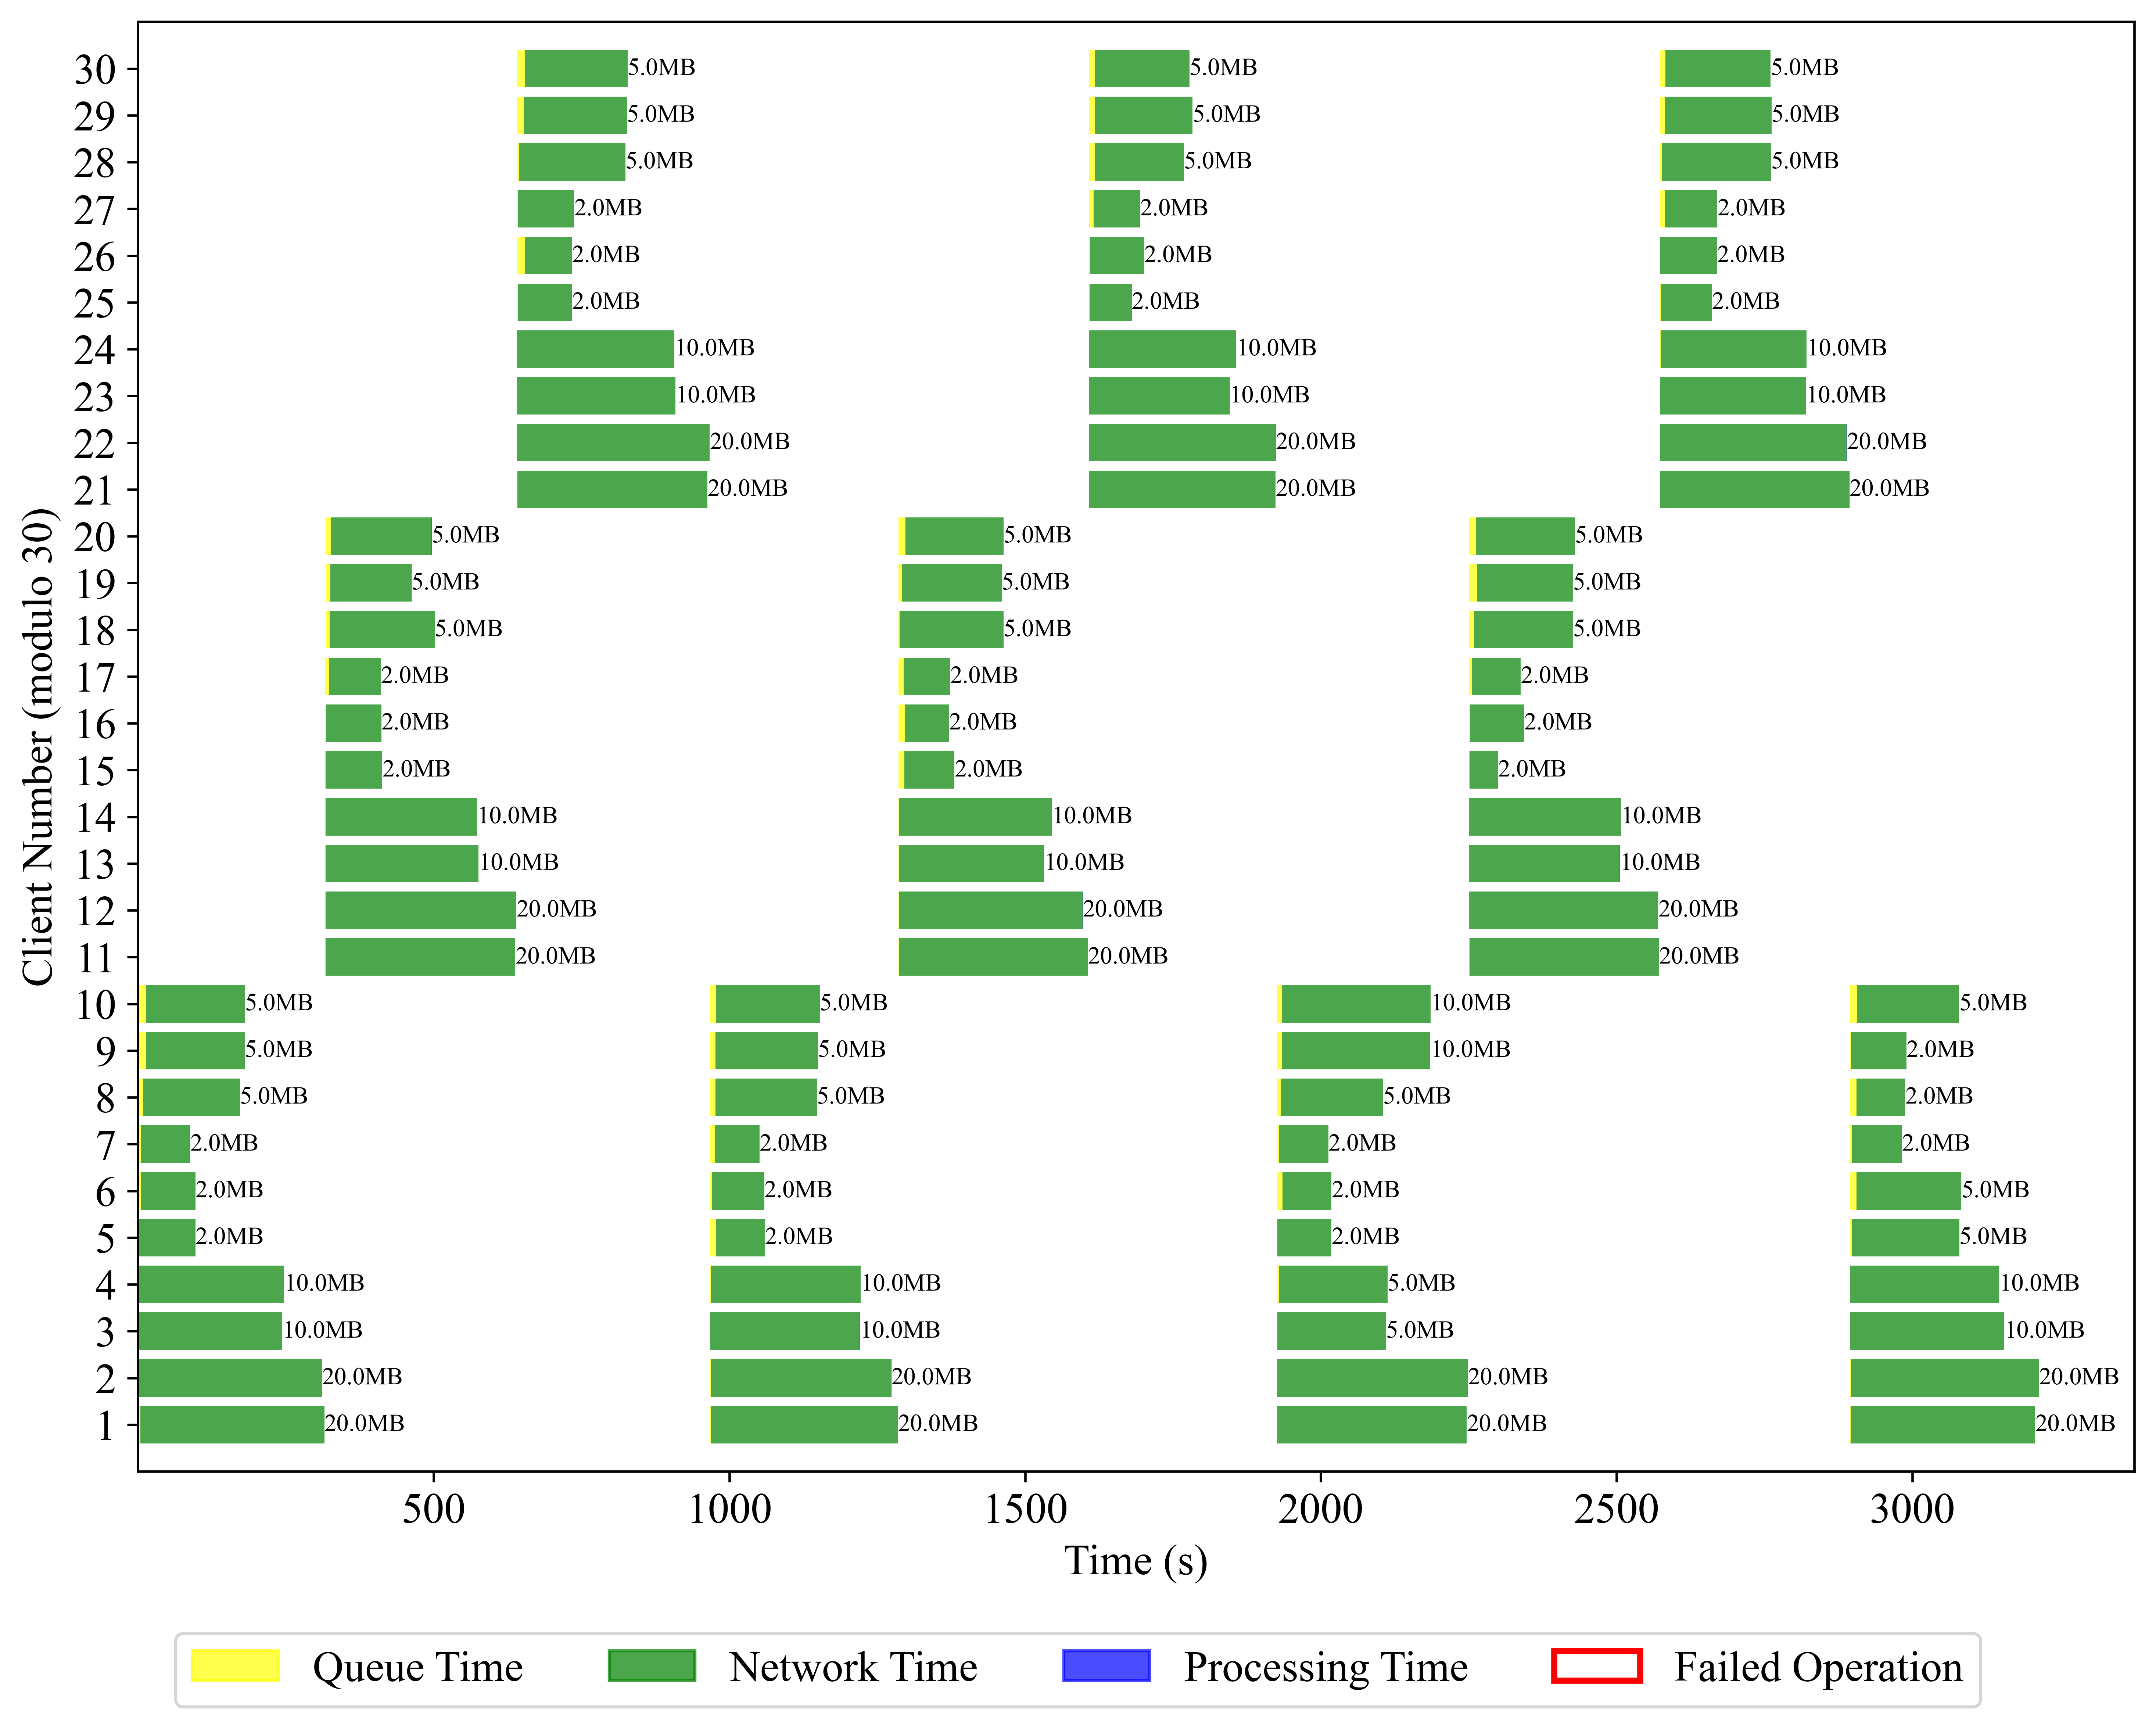 30 5.0MB 5.0MB 5.0MB
29 5.0MB 5.0MB 5.0MB
28 5.0MB 5.0MB 5.0MB
27 2.0MB 2.0MB 2.0MB
26 2.0MB 2.0MB 2.0MB
25 2.0MB 2.0MB 2.0MB
24 10.0MB 10.0MB 10.0MB
23 10.0MB 10.0MB 10.0MB
22 20.0MB 20.0MB 20.0MB
21 20.0MB 20.0MB 20.0MB
20 5.0MB 5.0MB 5.0MB
19 5.0MB 5.0MB 5.0MB
18 5.0MB 5.0MB 5.0MB
17 2.0MB 2.0MB 2.0MB
16 2.0MB 2.0MB 2.0MB
15 2.0MB 2.0MB 2.0MB
14 10.0MB 10.0MB 10.0MB
13 10.0MB 10.0MB 10.0MB
12 20.0MB 20.0MB 20.0MB
11 20.0MB 20.0MB 20.0MB
10 5.0MB 5.0MB 10.0MB 5.0MB
9 5.0MB 5.0MB 10.0MB 2.0MB
8 5.0MB 5.0MB 5.0MB 2.0MB
7 2.0MB 2.0MB 2.0MB 2.0MB
6 2.0MB 2.0MB 2.0MB 5.0MB
5 2.0MB 2.0MB 2.0MB 5.0MB
4 10.0MB 10.0MB 5.0MB 10.0MB
3 10.0MB 10.0MB 5.0MB 10.0MB
2 20.0MB 20.0MB 20.0MB 20.0MB
1 20.0MB 20.0MB 20.0MB 20.0MB
Client Number (modulo 30)
500 1000 1500 2000 2500 3000
Time (s)
Queue Time Network Time Processing Time Failed Operation